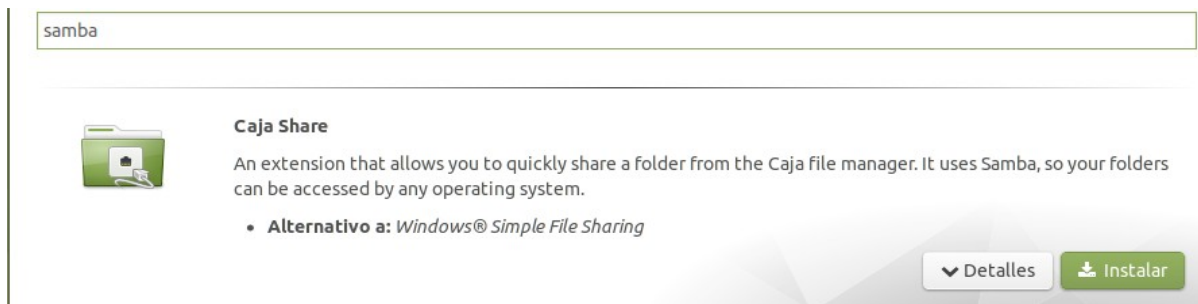 samba
Caja Share
An extension that allows you to quickly share a folder from the Caja file manager. It uses Samba, so your folders
can be accessed by any operating system.
• Alternativo a: Windows® Simple File Sharing
Detalles
Instalar